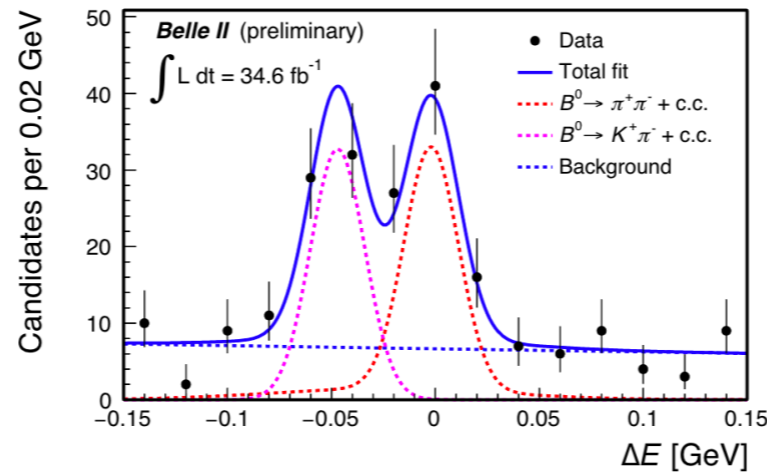 Belle II (preliminary)
∫ L dt = 34.6 fb⁻¹
Data
Total fit
B⁰→ π⁺π⁻ + c.c.
B⁰→ K⁺π⁻ + c.c.
Background
Candidates per 0.02 GeV
50
40
30
20
10
0
−0.15 −0.1 −0.05 0 0.05 0.1 0.15
ΔE [GeV]